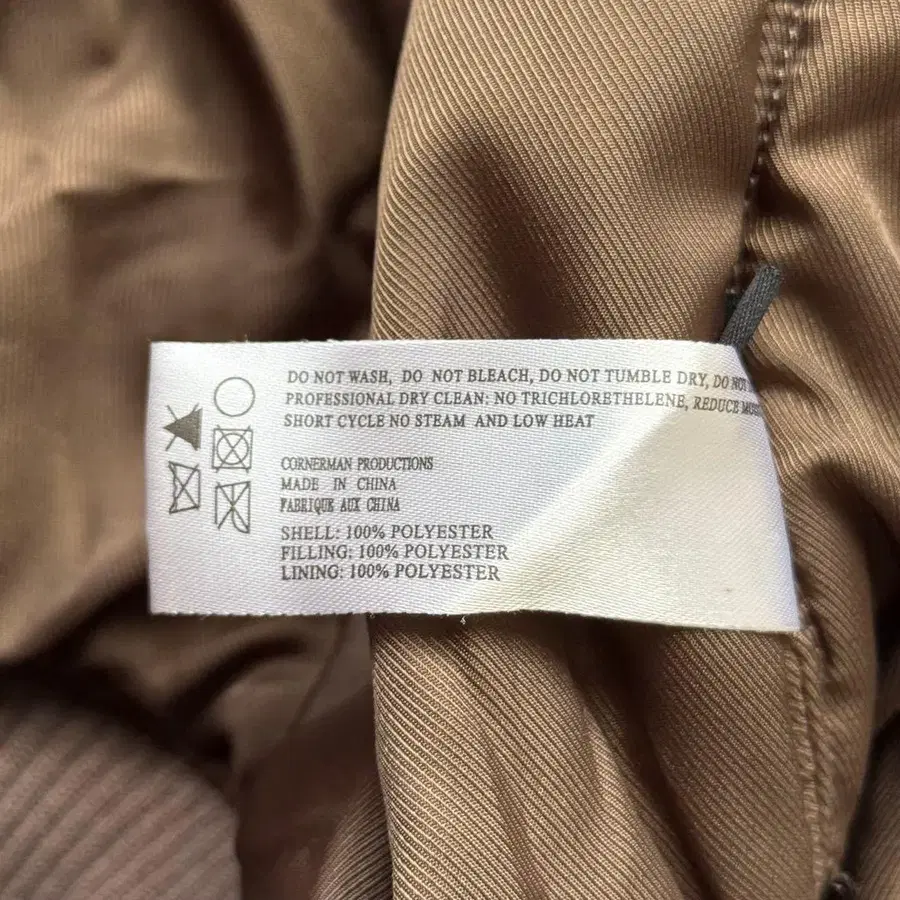 DO NOT WASH, DO NOT BLEACH, DO NOT TUMBLE DRY, DO NOT
PROFESSIONAL DRY CLEAN: NO TRICHLORETHELENE, REDUCE
SHORT CYCLE NO STEAM AND LOW HEAT
CORNERMAN PRODUCTIONS
MADE IN CHINA
FABRIQUE AUX CHINA
SHELL: 100% POLYESTER
FILLING: 100% POLYESTER
LINING: 100% POLYESTER